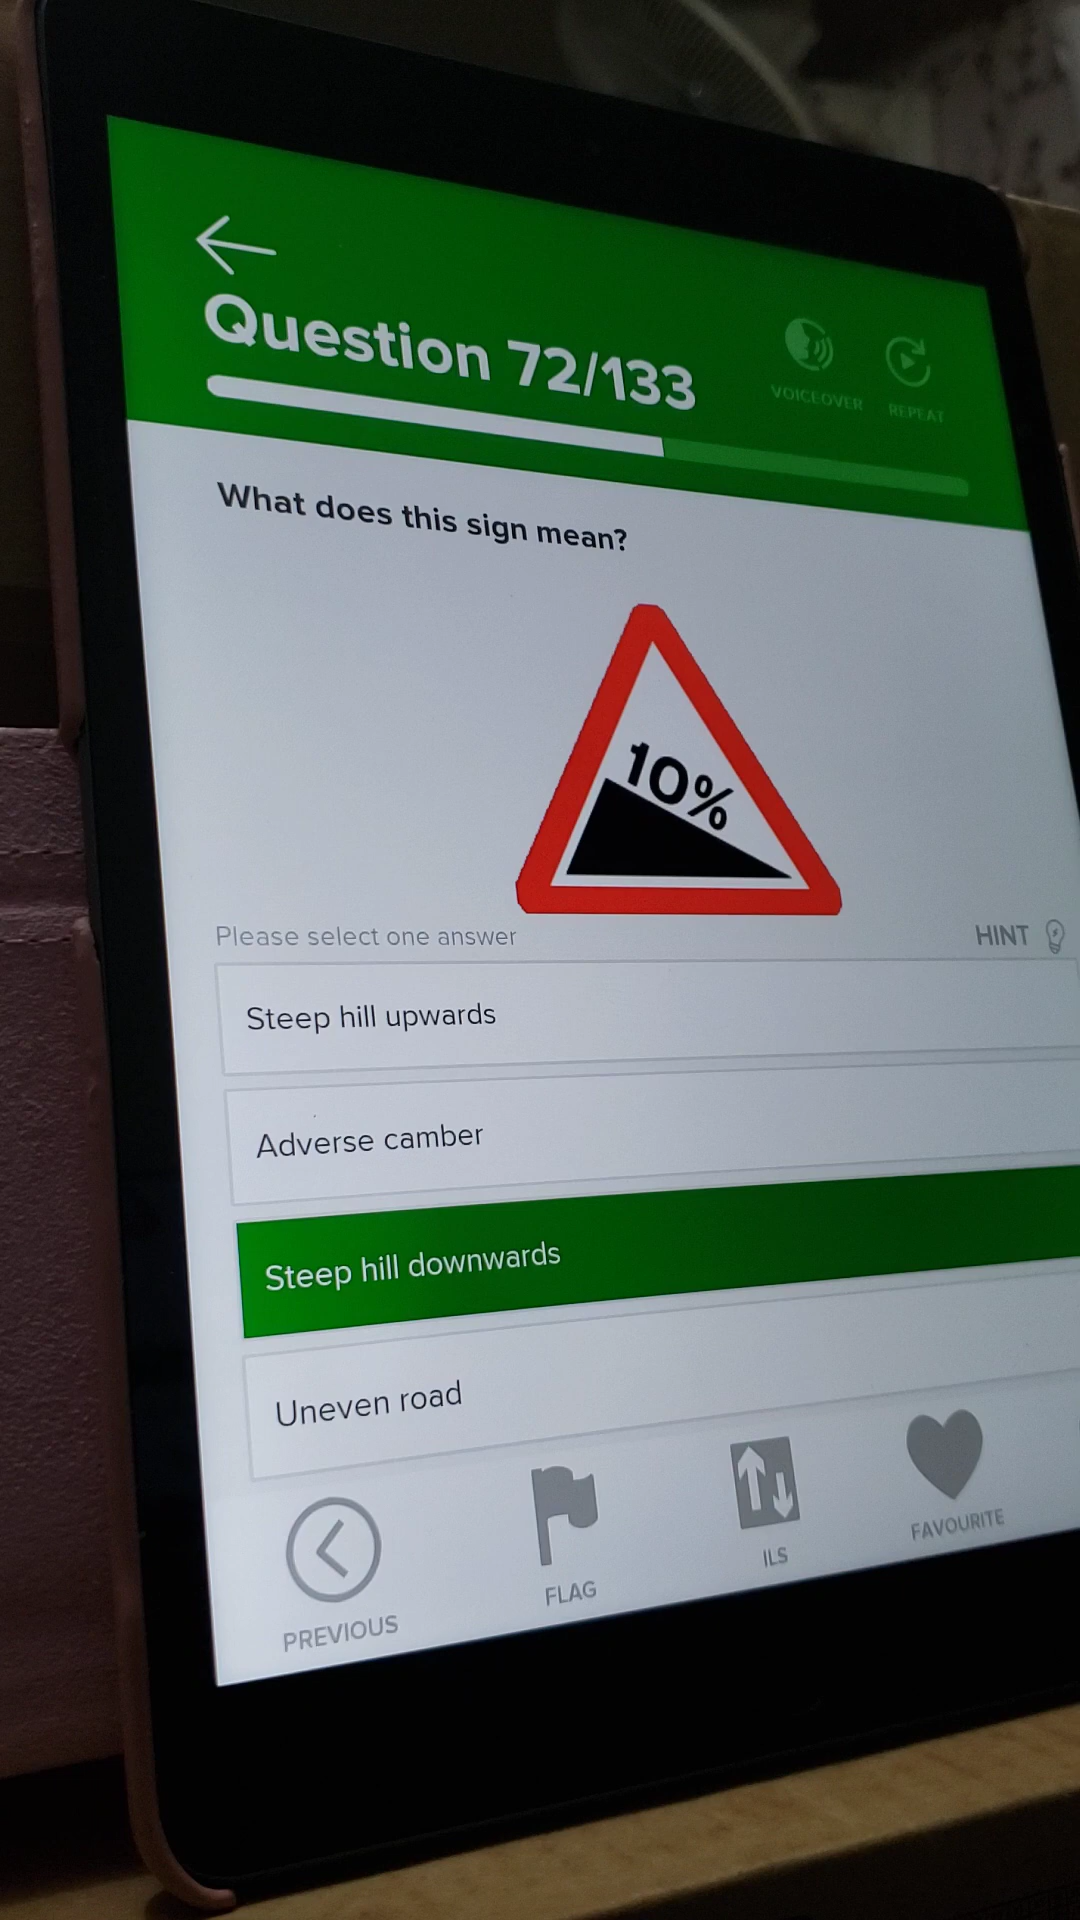 Question 72/133
VOICEOVER
REPEAT
What does this sign mean?
10%
Please select one answer
HINT
Steep hill upwards
Adverse camber
Steep hill downwards
Uneven road
PREVIOUS
FLAG
ILS
FAVOURITE